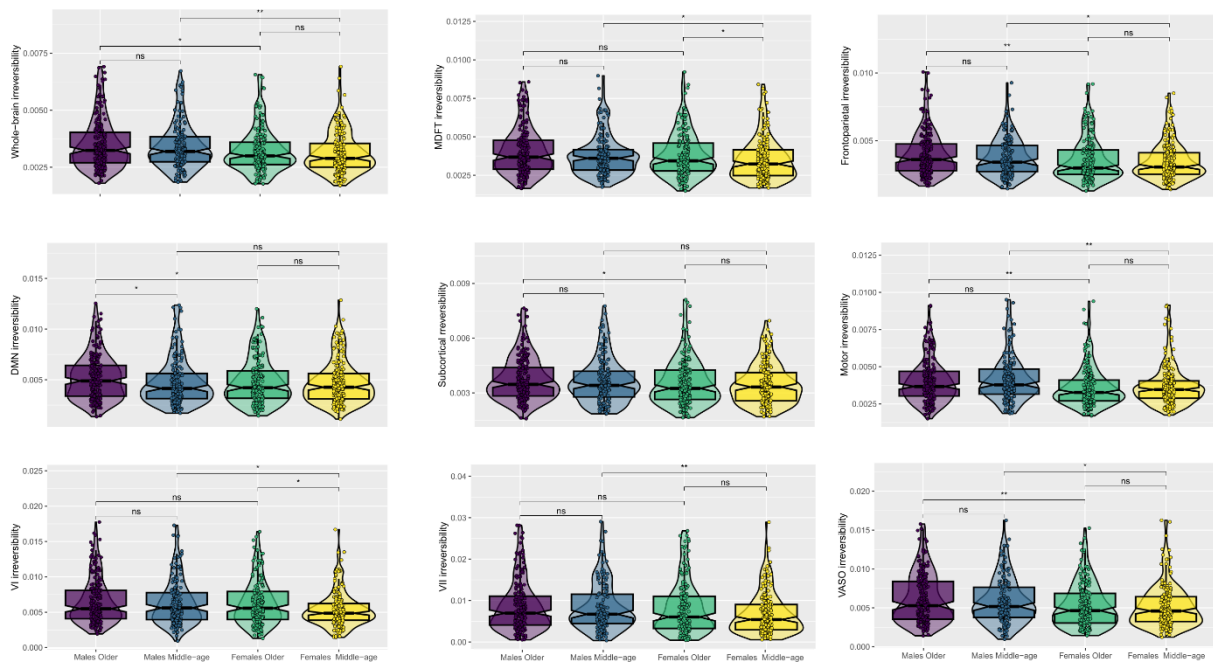 Whole−brain irreversibility
0.0075
0.0050
0.0025
**
ns
*
ns
MDFT irreversibility
0.0125
0.0100
0.0075
0.0050
0.0025
*
ns
*
ns
Frontoparietal irreversibility
0.010
0.005
*
**
ns
ns
DMN irreversibility
0.015
0.010
0.005
ns
*
ns
*
Subcortical rreversibility
0.009
0.006
0.003
ns
*
ns
ns
Motor irreversibility
0.0125
0.0100
0.0075
0.0050
0.0025
**
**
ns
ns
VI irreversibility
0.025
0.020
0.015
0.010
0.005
0.000
*
ns
*
ns
Males Older
Males Middle−age
Females Older
Females Middle−age
VII irreversibility
0.04
0.03
0.02
0.01
0.00
**
ns
ns
ns
Males Older
Males Middle−age
Females Older
Females Middle−age
VASO irreversibility
0.020
0.015
0.010
0.005
0.000
*
**
ns
ns
Males Older
Males Middle−age
Females Older
Females Middle−age